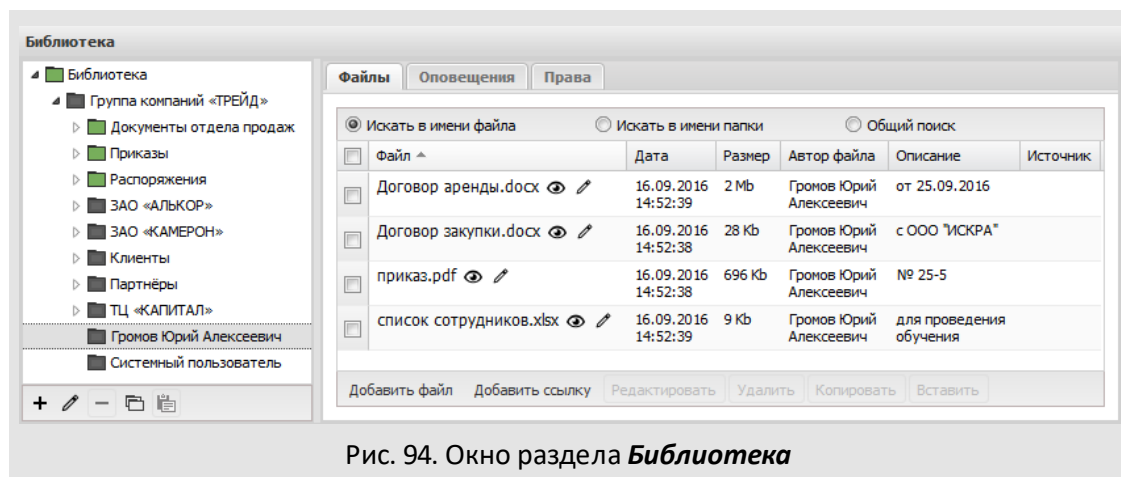 Библиотека
Библиотека
Группа компаний «ТРЕЙД»
Документы отдела продаж
Приказы
Распоряжения
ЗАО «АЛЬКОР»
ЗАО «КАМЕРОН»
Клиенты
Партнёры
ТЦ «КАПИТАЛ»
Громов Юрий Алексеевич
Системный пользователь
Файлы Оповещения Права
Искать в имени файла Искать в имени папки Общий поиск
Файл Дата Размер Автор файла Описание Источник
Договор аренды.docx 16.09.2016 2 Mb Громов Юрий от 25.09.2016
14:52:39 Алексеевич
Договор закупки.docx 16.09.2016 28 Kb Громов Юрий с ООО "ИСКРА"
14:52:38 Алексеевич
приказ.pdf 16.09.2016 696 Kb Громов Юрий № 25-5
14:52:38 Алексеевич
список сотрудников.xlsx 16.09.2016 9 Kb Громов Юрий для проведения
14:52:39 Алексеевич обучения
Добавить файл Добавить ссылку Редактировать Удалить Копировать Вставить
Рис. 94. Окно раздела Библиотека